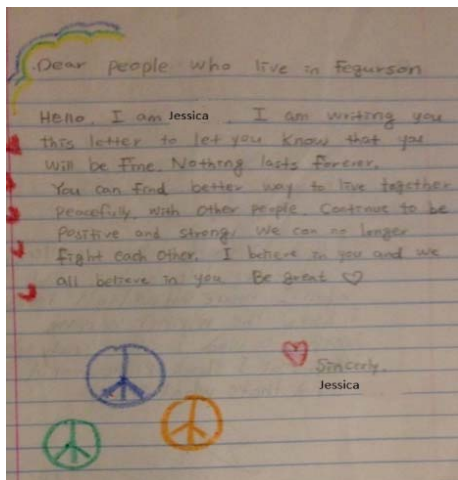 Dear people who live in Fegurson
Hello, I am Jessica. I am writing you
this letter to let you know that you
will be fine. Nothing lasts forever.
You can find better way to live together
peacefully, with other people. Continue to be
positive and strong. We can no longer
fight each other. I believe in you and we
all believe in you Be great ♡
Sincerly,
Jessica